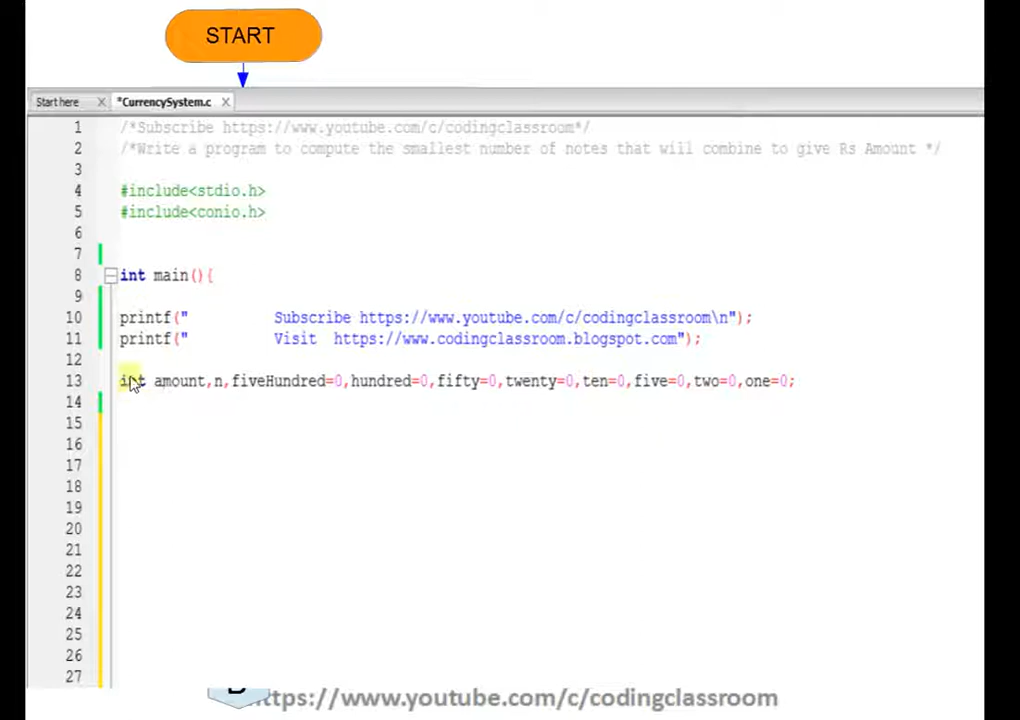 START
Start here X *CurrencySystem.c X
1 /*Subscribe https://www.youtube.com/c/codingclassroom*/
2 /*Write a program to compute the smallest number of notes that will combine to give Rs Amount */
3
4 #include<stdio.h>
5 #include<conio.h>
6
7
8 int main(){
9
10 printf(" Subscribe https://www.youtube.com/c/codingclassroom\n");
11 printf(" Visit https://www.codingclassroom.blogspot.com");
12
13 int amount,n,fiveHundred=0,hundred=0,fifty=0,twenty=0,ten=0,five=0,two=0,one=0;
14
15
16
17
18
19
20
21
22
23
24
25
26
27
ttps://www.youtube.com/c/codingclassroom